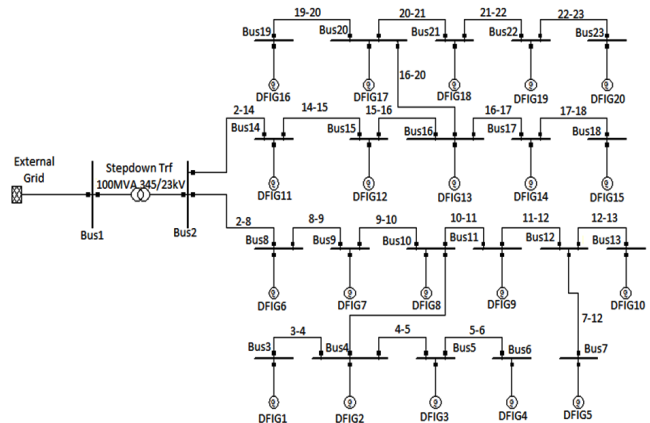 19-20
20-21
21-22
22-23
Bus19
Bus20
Bus21
Bus22
Bus23
DFIG16
DFIG17
DFIG18
DFIG19
DFIG20
16-20
2-14
14-15
15-16
16-17
17-18
Bus14
Bus15
Bus16
Bus17
Bus18
DFIG11
DFIG12
DFIG13
DFIG14
DFIG15
External
Grid
Stepdown Trf
100MVA 345/23kV
Bus1
Bus2
2-8
8-9
9-10
10-11
11-12
12-13
Bus8
Bus9
Bus10
Bus11
Bus12
Bus13
DFIG6
DFIG7
DFIG8
DFIG9
DFIG10
7-12
3-4
4-5
5-6
Bus3
Bus4
Bus5
Bus6
Bus7
DFIG1
DFIG2
DFIG3
DFIG4
DFIG5